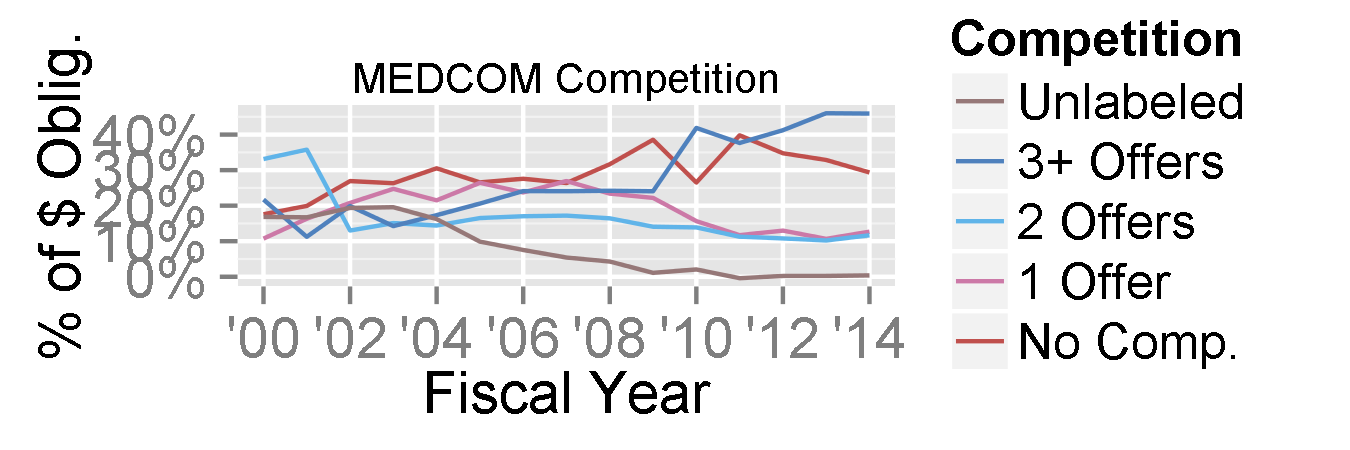 MEDCOM Competition
% of $ Oblig.
40%
30%
20%
10%
0%
'00 '02 '04 '06 '08 '10 '12 '14
Fiscal Year
Competition
Unlabeled
3+ Offers
2 Offers
1 Offer
No Comp.